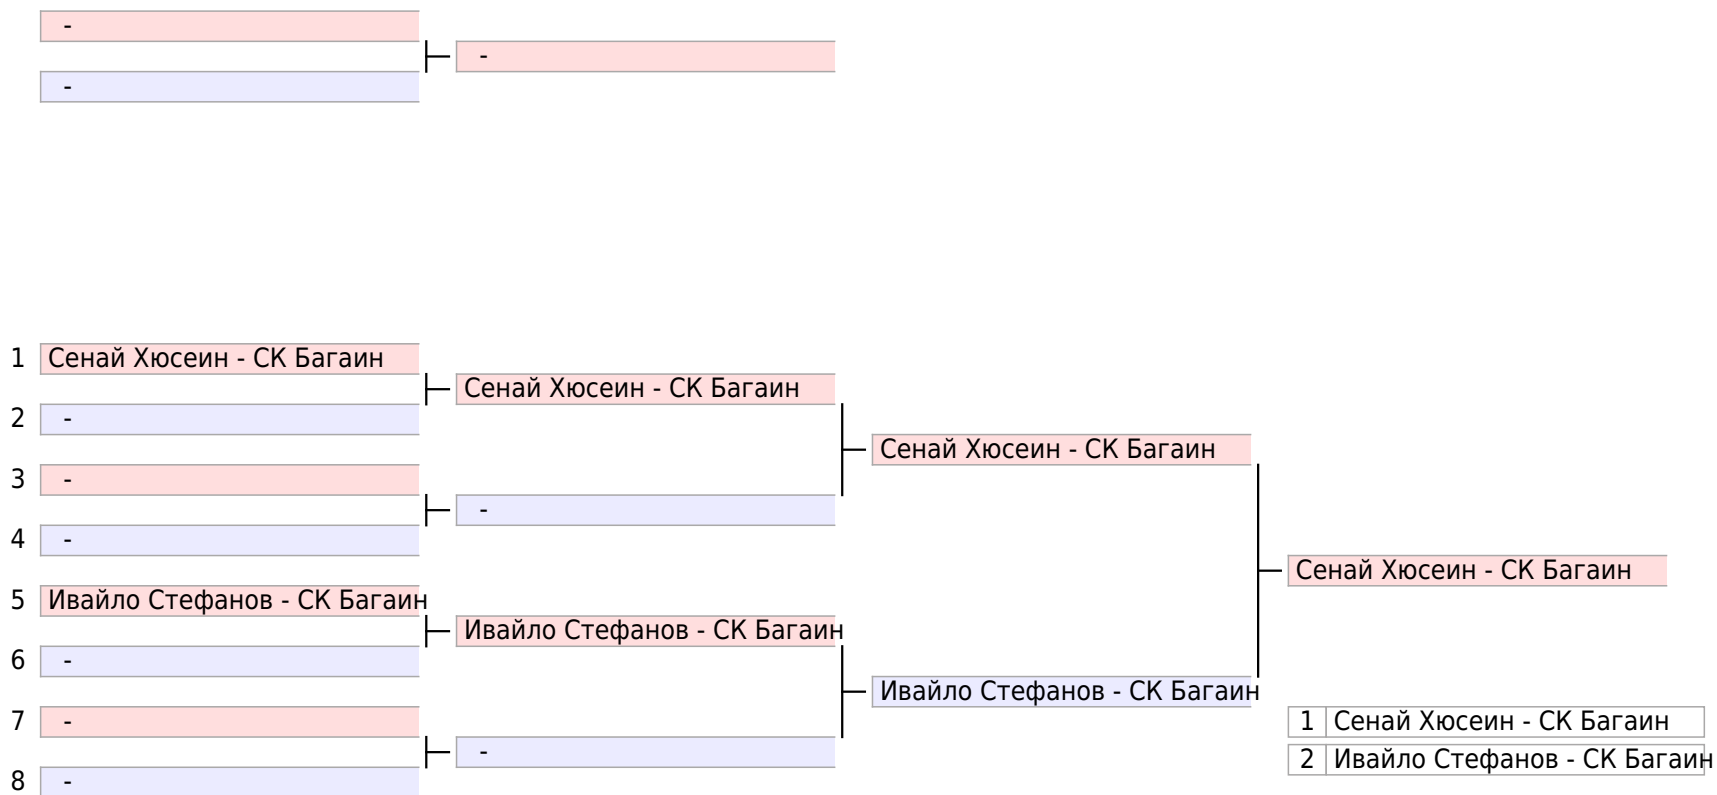 -
-
-
1 Сенай Хюсеин - СК Багаин
Сенай Хюсеин - СК Багаин
2 -
Сенай Хюсеин - СК Багаин
3 -
-
4 -
Сенай Хюсеин - СК Багаин
5 Ивайло Стефанов - СК Багаин
Ивайло Стефанов - СК Багаин
6 -
Ивайло Стефанов - СК Багаин
7 -
1 Сенай Хюсеин - СК Багаин
-
2 Ивайло Стефанов - СК Багаин
8 -